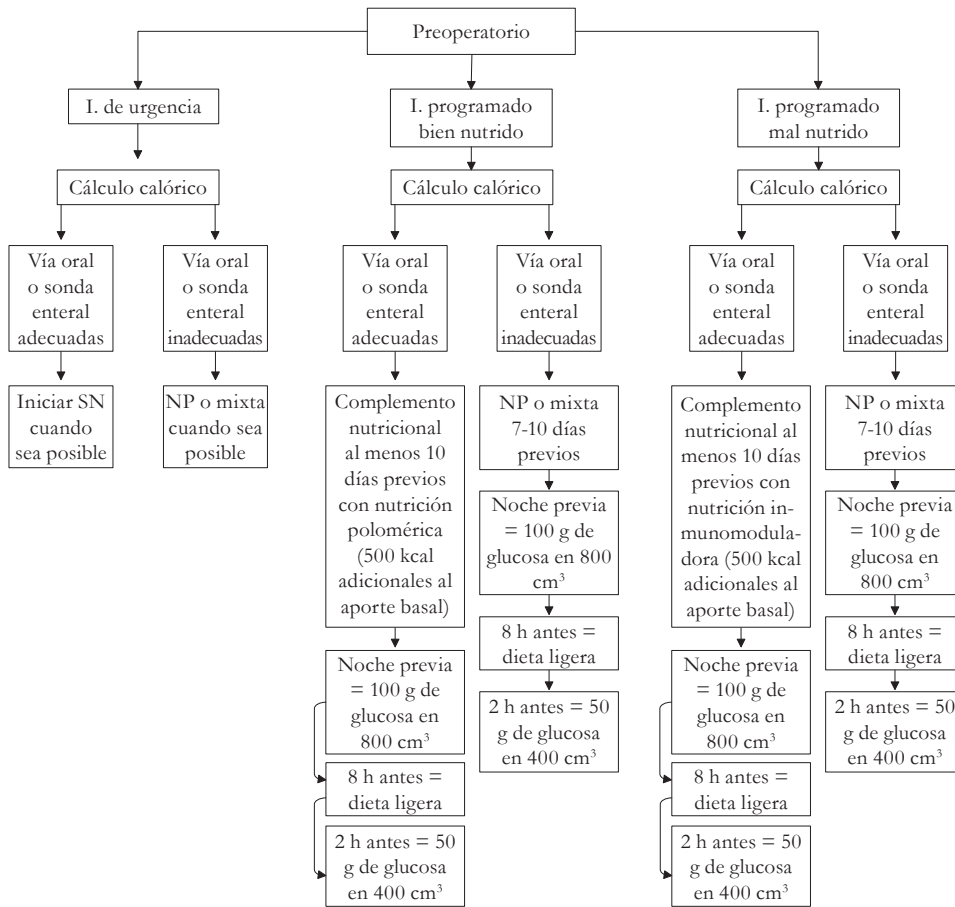 Preoperatorio
I. de urgencia
I. programado
bien nutrido
I. programado
mal nutrido
Cálculo calórico
Cálculo calórico
Cálculo calórico
Vía oral
o sonda
enteral
adecuadas
Vía oral
o sonda
enteral
inadecuadas
Vía oral
o sonda
enteral
adecuadas
Vía oral
o sonda
enteral
inadecuadas
Vía oral
o sonda
enteral
adecuadas
Vía oral
o sonda
enteral
inadecuadas
Iniciar SN
cuando
sea posible
NP o mixta
cuando sea
posible
Complemento
nutricional
al menos 10
días previos
con nutrición
polomérica
(500 kcal
adicionales al
aporte basal)
NP o mixta
7-10 días
previos
Complemento
nutricional al
menos 10 días
previos con
nutrición in-
munomodula-
dora (500 kcal
adicionales al
aporte basal)
NP o mixta
7-10 días
previos
Noche previa
= 100 g de
glucosa en 800
cm³
Noche previa
= 100 g de
glucosa en
800 cm³
8 h antes =
dieta ligera
8 h antes =
dieta ligera
Noche previa
= 100 g de
glucosa en
800 cm³
2 h antes = 50
g de glucosa
en 400 cm³
Noche previa
= 100 g de
glucosa en
800 cm³
2 h antes = 50
g de glucosa
en 400 cm³
8 h antes =
dieta ligera
8 h antes =
dieta ligera
2 h antes = 50
g de glucosa
en 400 cm³
2 h antes = 50
g de glucosa
en 400 cm³